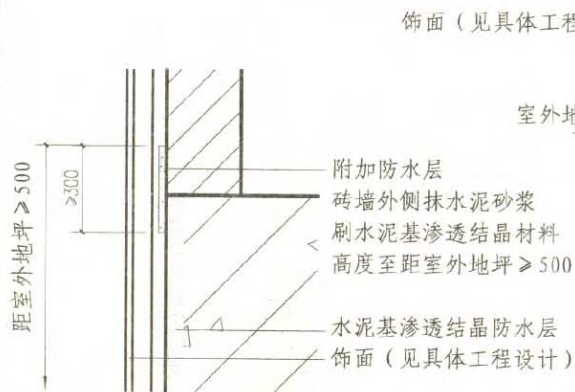 饰面（见具体工程
室外地
附加防水层
砖墙外侧抹水泥砂浆
刷水泥基渗透结晶材料
高度至距室外地坪≥500
水泥基渗透结晶防水层
饰面（见具体工程设计）
≥300
距室外地坪≥500